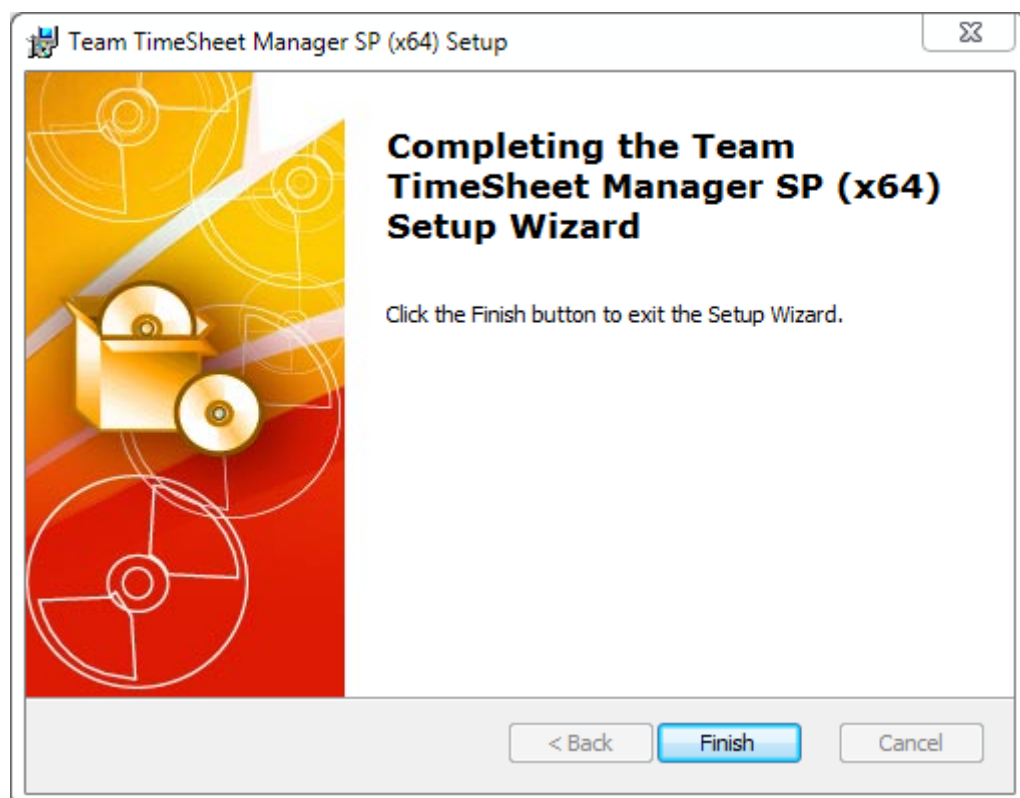 Team TimeSheet Manager SP (x64) Setup
Completing the Team
TimeSheet Manager SP (x64)
Setup Wizard
Click the Finish button to exit the Setup Wizard.
< Back
Finish
Cancel